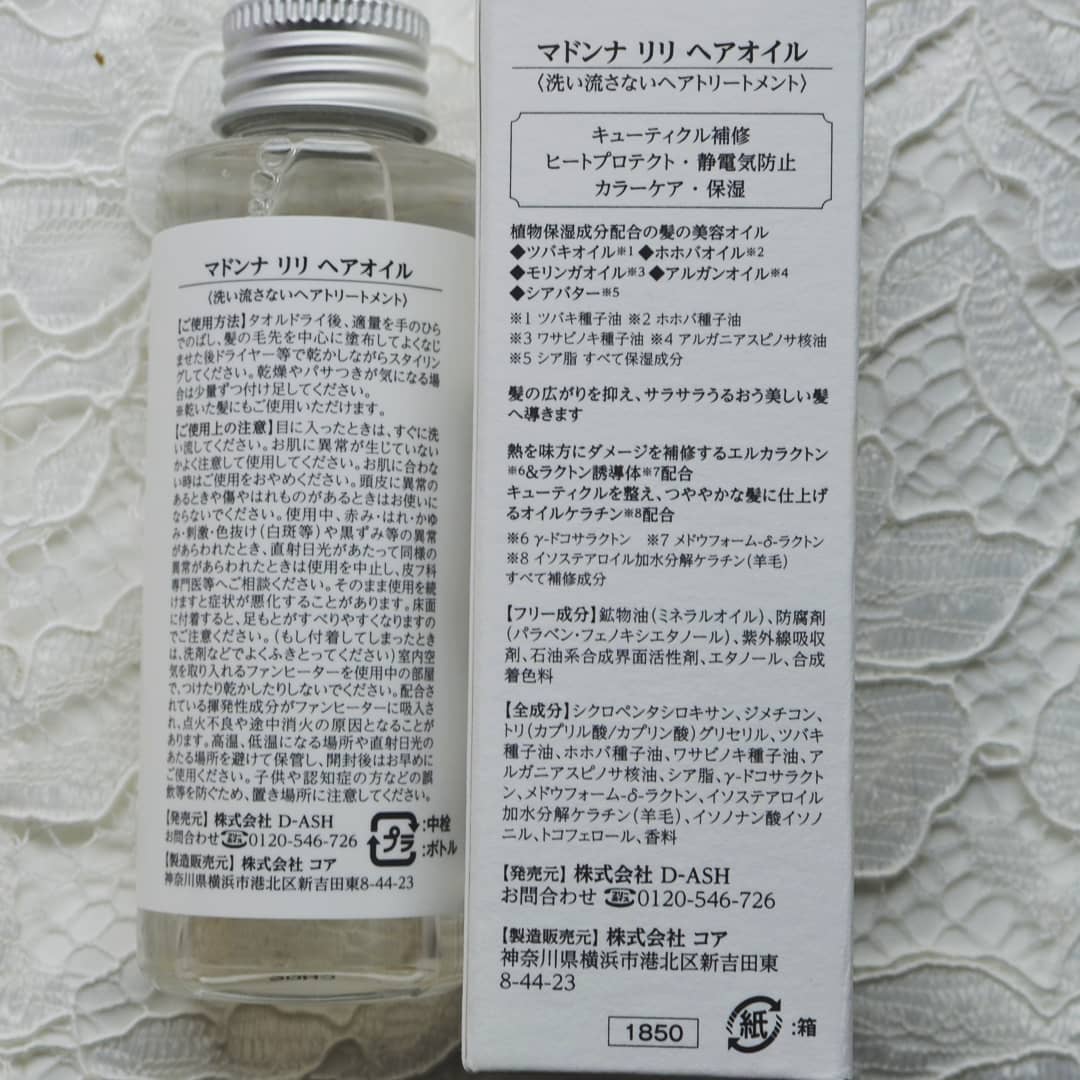 マドンナ リリ ヘアオイル
〈洗い流さないヘアトリートメント〉
【ご使用方法】タオルドライ後、適量を手のひら
でのばし、髪の毛先を中心に塗布してよくなじ
ませた後ドライヤー等で乾かしながらスタイリン
グしてください。乾燥やパサつきが気になる場
合は少量ずつ付け足してください。
※乾いた髪にもご使用いただけます。
【ご使用上の注意】目に入ったときは、すぐに洗
い流してください。お肌に異常が生じていない
かよく注意して使用してください。お肌に合わな
い時はご使用をおやめください。頭皮に異常の
あるときや傷やはれものがあるときはお使いに
ならないでください。使用中、赤み・はれ・かゆ
み・刺激・色抜け(白斑等)や黒ずみ等の異常
があらわれたとき、直射日光があたって同様の
異常があらわれたときは使用を中止し、皮フ科
専門医等へご相談ください。そのまま使用を続
けますと症状が悪化することがあります。床面
に付着すると、足もとがすべりやすくなりますの
でご注意ください。(もし付着してしまったとき
は、洗剤などでよくふきとってください)室内空
気を取り入れるファンヒーターを使用中の部屋
で、つけたり乾かしたりしないでください。配合さ
れている揮発性成分がファンヒーターに吸入さ
れ、点火不良や途中消火の原因となることが
あります。高温、低温になる場所や直射日光の
あたる場所を避けて保管し、開封後はお早めに
ご使用ください。子供や認知症の方などの誤
飲等を防ぐため、置き場所に注意してください。
【発売元】株式会社 D-ASH
お問合わせ 0120-546-726
プラ :中栓
:ボトル
【製造販売元】株式会社 コア
神奈川県横浜市港北区新吉田東8-44-23
マドンナ リリ ヘアオイル
〈洗い流さないヘアトリートメント〉
キューティクル補修
ヒートプロテクト・静電気防止
カラーケア・保湿
植物保湿成分配合の髪の美容オイル
◆ツバキオイル※1 ◆ホホバオイル※2
◆モリンガオイル※3 ◆アルガンオイル※4
◆シアバター※5
※1 ツバキ種子油 ※2 ホホバ種子油
※3 ワサビノキ種子油 ※4 アルガニアスピノサ核油
※5 シア脂 すべて保湿成分
髪の広がりを抑え、サラサラうるおう美しい髪
へ導きます
熱を味方にダメージを補修するエルカラクトン
※6&ラクトン誘導体※7配合
キューティクルを整え、つややかな髪に仕上げ
るオイルケラチン※8配合
※6 γ-ドコサラクトン ※7 メドウフォーム-δ-ラクトン
※8 イソステアロイル加水分解ケラチン(羊毛)
すべて補修成分
【フリー成分】鉱物油(ミネラルオイル)、防腐剤
(パラベン・フェノキシエタノール)、紫外線吸収
剤、石油系合成界面活性剤、エタノール、合成
着色料
【全成分】シクロペンタシロキサン、ジメチコン、
トリ(カプリル酸/カプリン酸)グリセリル、ツバキ
種子油、ホホバ種子油、ワサビノキ種子油、ア
ルガニアスピノサ核油、シア脂、γ-ドコサラクト
ン、メドウフォーム-δ-ラクトン、イソステアロイル
加水分解ケラチン(羊毛)、イソノナン酸イソノ
ニル、トコフェロール、香料
【発売元】株式会社 D-ASH
お問合わせ 0120-546-726
【製造販売元】株式会社 コア
神奈川県横浜市港北区新吉田東
8-44-23
1850 紙 :箱